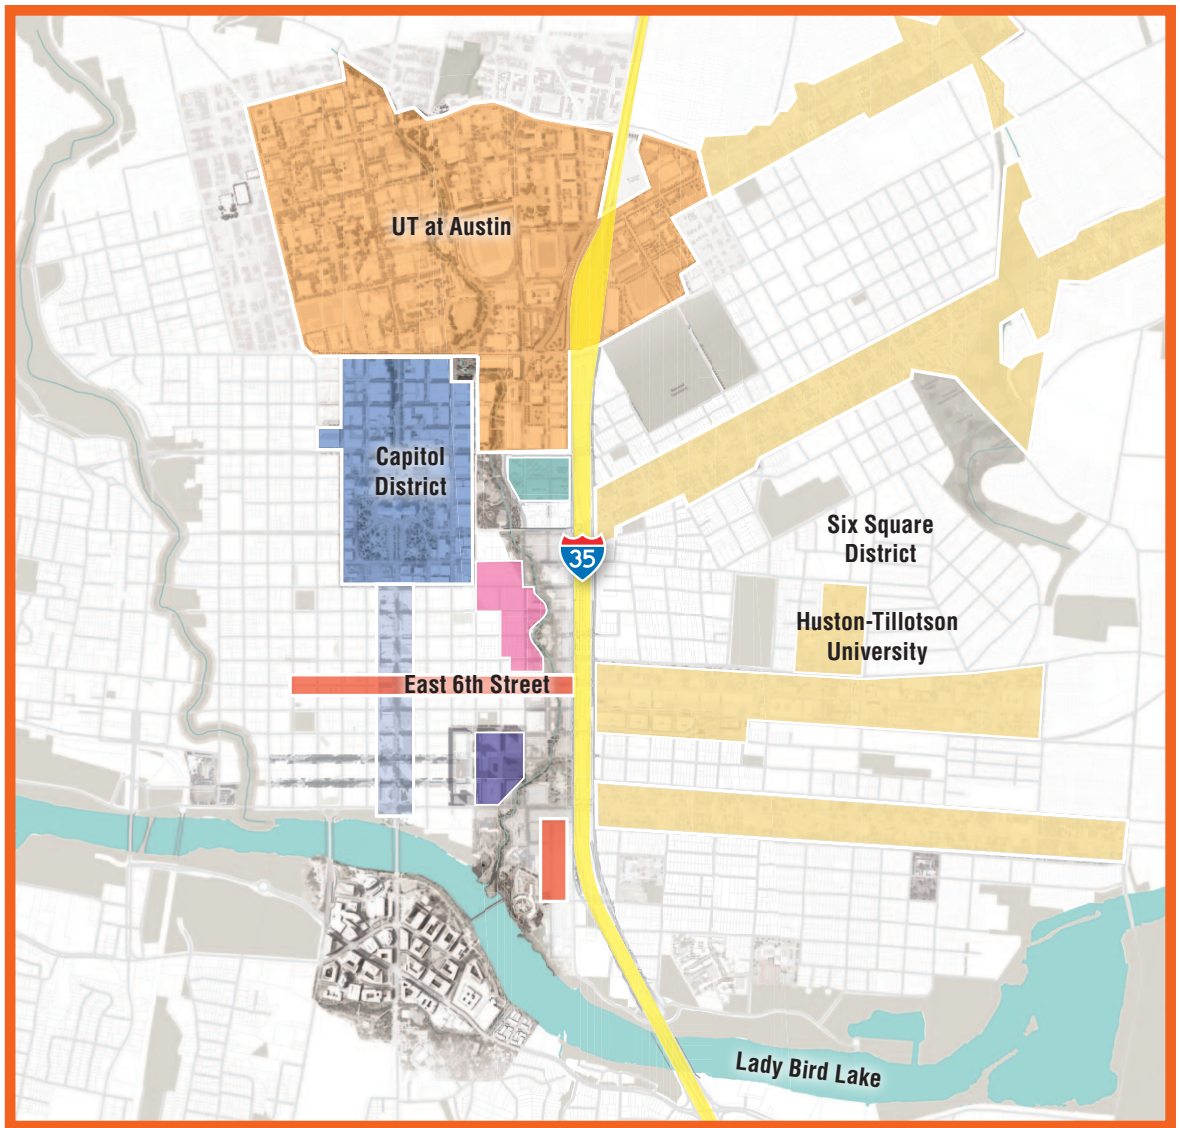 UT at Austin
Capitol
District
35
Six Square
District
Huston-Tillotson
University
East 6th Street
Lady Bird Lake